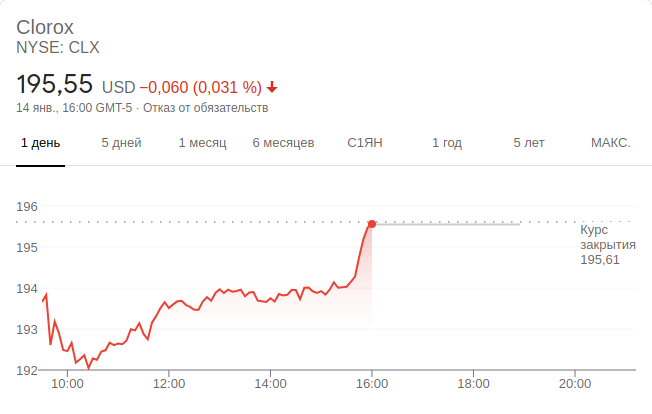 Clorox
NYSE: CLX
195,55 USD −0,060 (0,031 %)
14 янв., 16:00 GMT-5 · Отказ от обязательств
1 день 5 дней 1 месяц 6 месяцев С1ЯН 1 год 5 лет МАКС.
196
195
194
193
192
Курс
закрытия
195,61
10:00 12:00 14:00 16:00 18:00 20:00